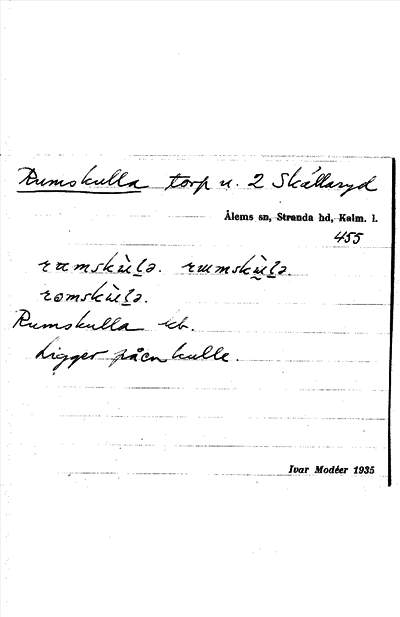 Rumskulla torp u. 2 Skällaryd
Ålems sn, Stranda hd, Kalm. l.
455
Rumskulla kb.
Ligger på en kulle.
Ivar Modéer 1935